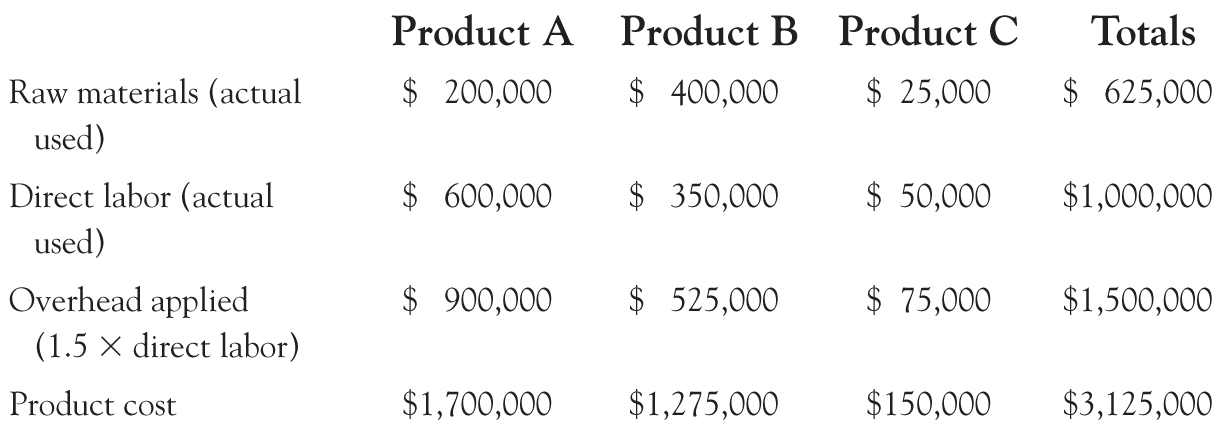 Product A Product B Product C Totals
Raw materials (actual $ 200,000 $ 400,000 $ 25,000 $ 625,000
used)
Direct labor (actual $ 600,000 $ 350,000 $ 50,000 $1,000,000
used)
Overhead applied $ 900,000 $ 525,000 $ 75,000 $1,500,000
(1.5 × direct labor)
Product cost $1,700,000 $1,275,000 $150,000 $3,125,000